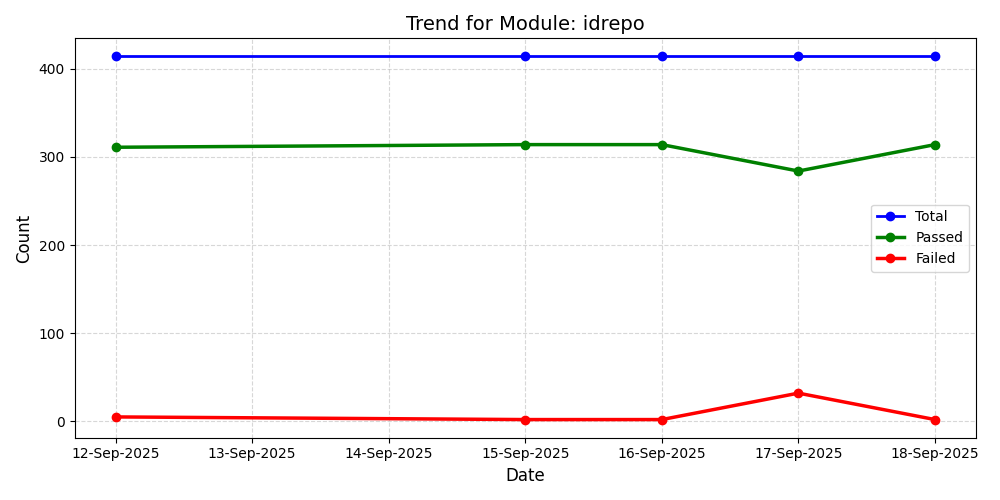 Trend for Module: idrepo
Count
400
300
200
100
0
Total
Passed
Failed
12-Sep-2025 13-Sep-2025 14-Sep-2025 15-Sep-2025 16-Sep-2025 17-Sep-2025 18-Sep-2025
Date